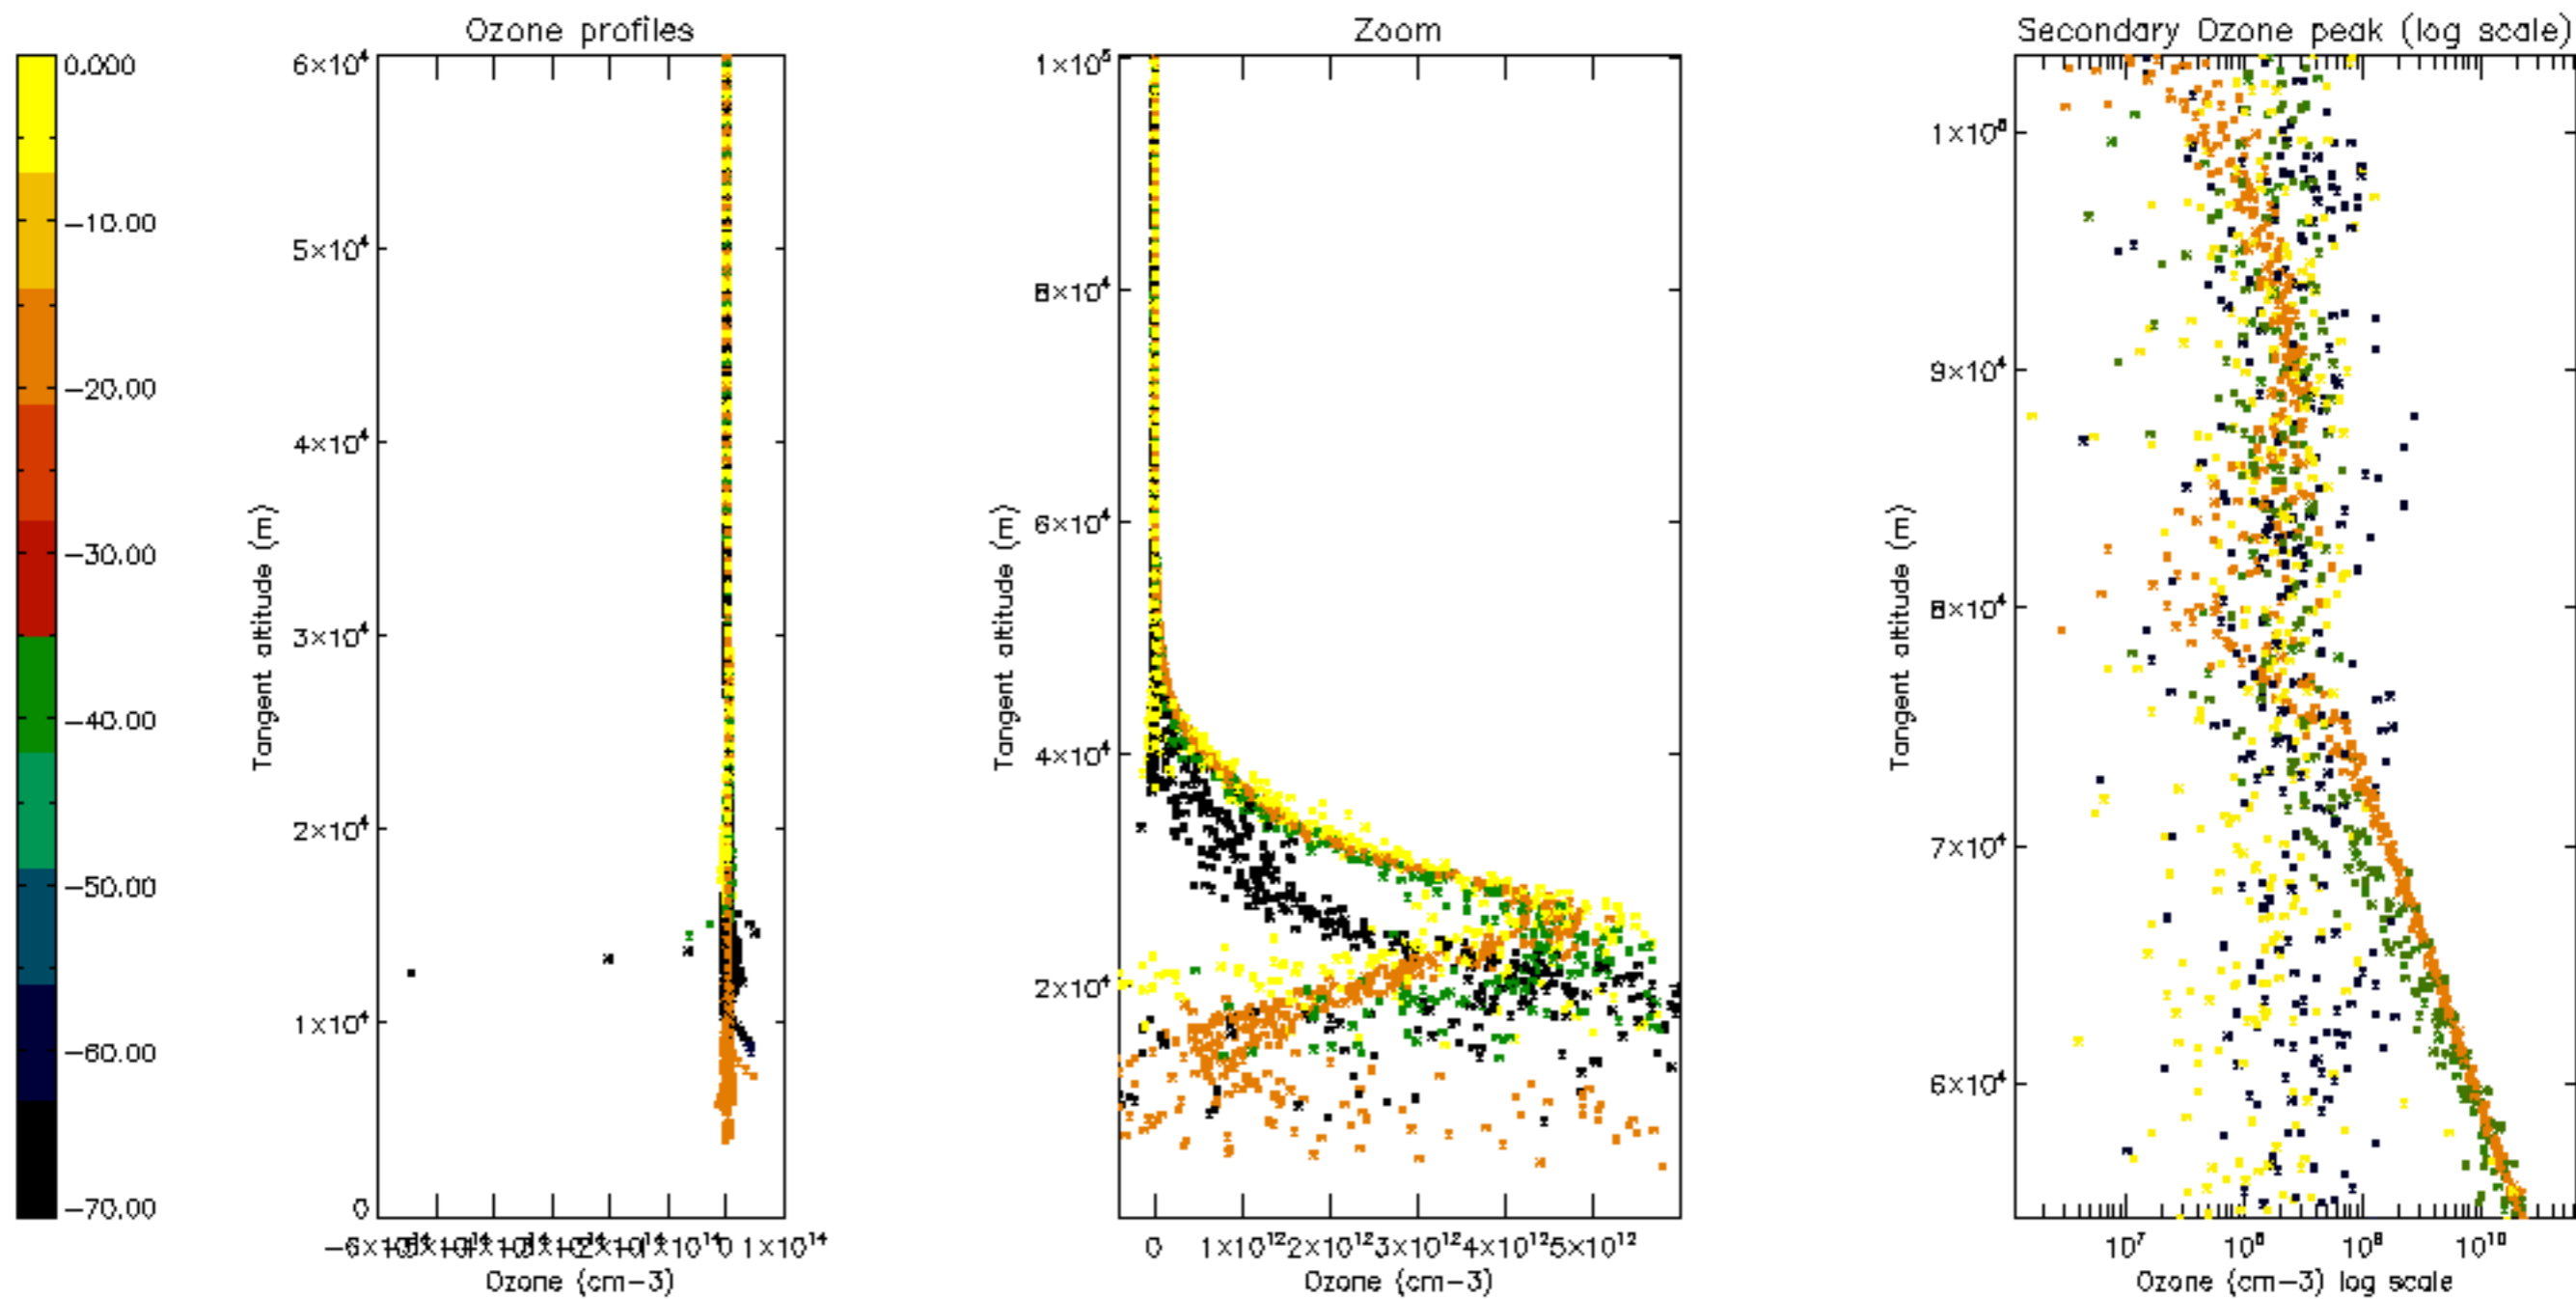 Ozone profiles
Zoom
Secondary Ozone peak (log scale)
0.000
−10.00
−20.00
−30.00
−40.00
−50.00
−60.00
−70.00
Tangent altitude (m)
6×10⁴
5×10⁴
4×10⁴
3×10⁴
2×10⁴
1×10⁴
0
0 1×10¹⁴
Ozone (cm−3)
Tangent altitude (m)
1×10⁵
8×10⁴
6×10⁴
4×10⁴
2×10⁴
0 1×10¹² 2×10¹² 3×10¹² 4×10¹² 5×10¹²
Ozone (cm−3)
Tangent altitude (m)
9×10⁴
8×10⁴
7×10⁴
6×10⁴
10⁷ 10⁸ 10⁹ 10¹⁰
Ozone (cm−3) log scale